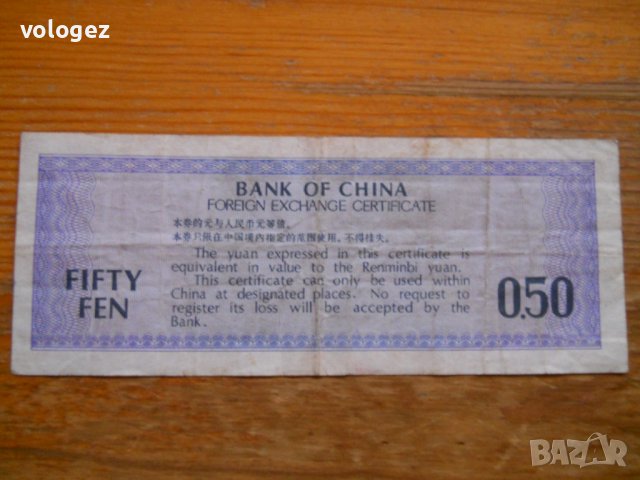 vologez
BANK OF CHINA
FOREIGN EXCHANGE CERTIFICATE
本券的元与人民币元等值。
本券只限在中国境内指定的范围使用，不得挂失。
The yuan expressed in this certificate is
equivalent in value to the Renminbi yuan.
This certificate can only be used within
China at designated places. No request to
register its loss will be accepted by the
Bank.
FIFTY
FEN
0.50
BAZAR